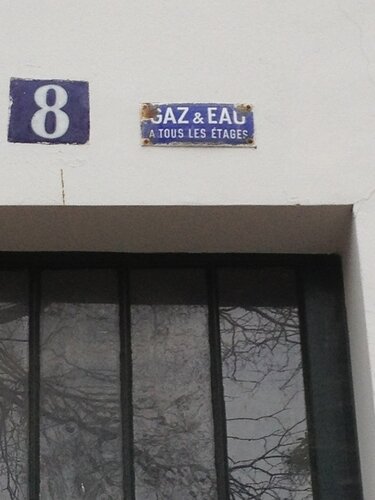 8
GAZ & EAU
A TOUS LES ÉTAGES